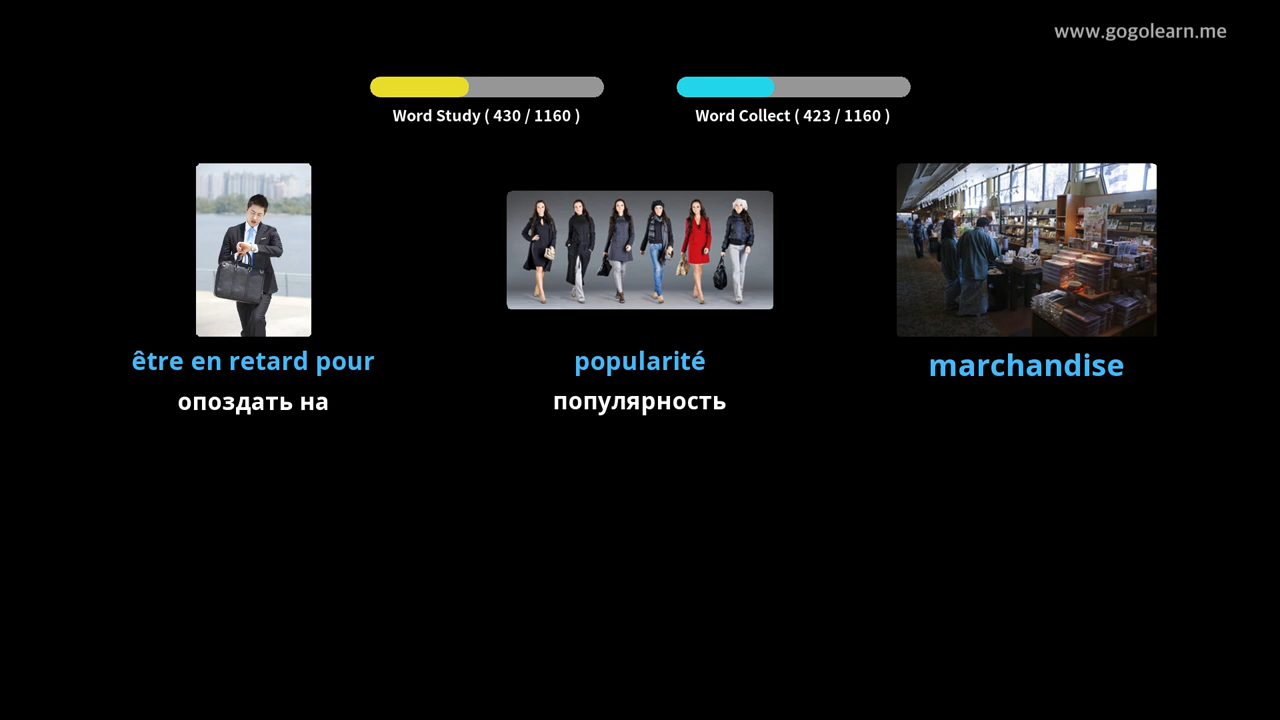 www.gogolearn.me
Word Study ( 430 / 1160 )
Word Collect ( 423 / 1160 )
être en retard pour
опоздать на
popularité
популярность
marchandise